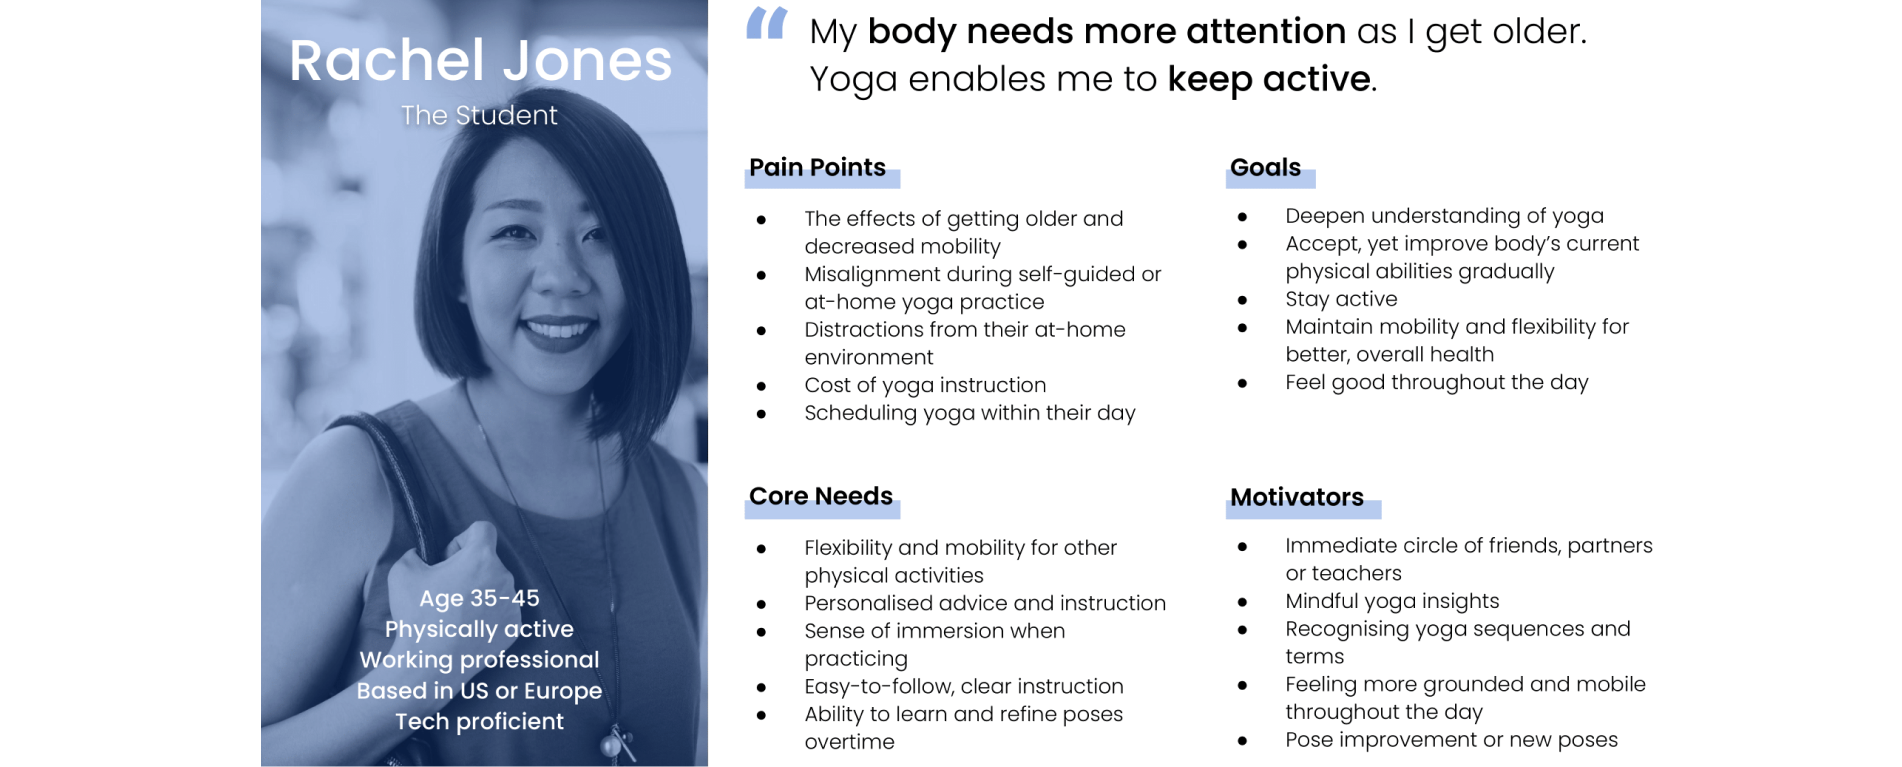 Rachel Jones
The Student
Age 35-45
Physically active
Working professional
Based in US or Europe
Tech proficient
“ My body needs more attention as I get older.
Yoga enables me to keep active.
Pain Points
● The effects of getting older and
decreased mobility
● Misalignment during self-guided or
at-home yoga practice
● Distractions from their at-home
environment
● Cost of yoga instruction
● Scheduling yoga within their day
Goals
● Deepen understanding of yoga
● Accept, yet improve body’s current
physical abilities gradually
● Stay active
● Maintain mobility and flexibility for
better, overall health
● Feel good throughout the day
Core Needs
● Flexibility and mobility for other
physical activities
● Personalised advice and instruction
● Sense of immersion when
practicing
● Easy-to-follow, clear instruction
● Ability to learn and refine poses
overtime
Motivators
● Immediate circle of friends, partners
or teachers
● Mindful yoga insights
● Recognising yoga sequences and
terms
● Feeling more grounded and mobile
throughout the day
● Pose improvement or new poses